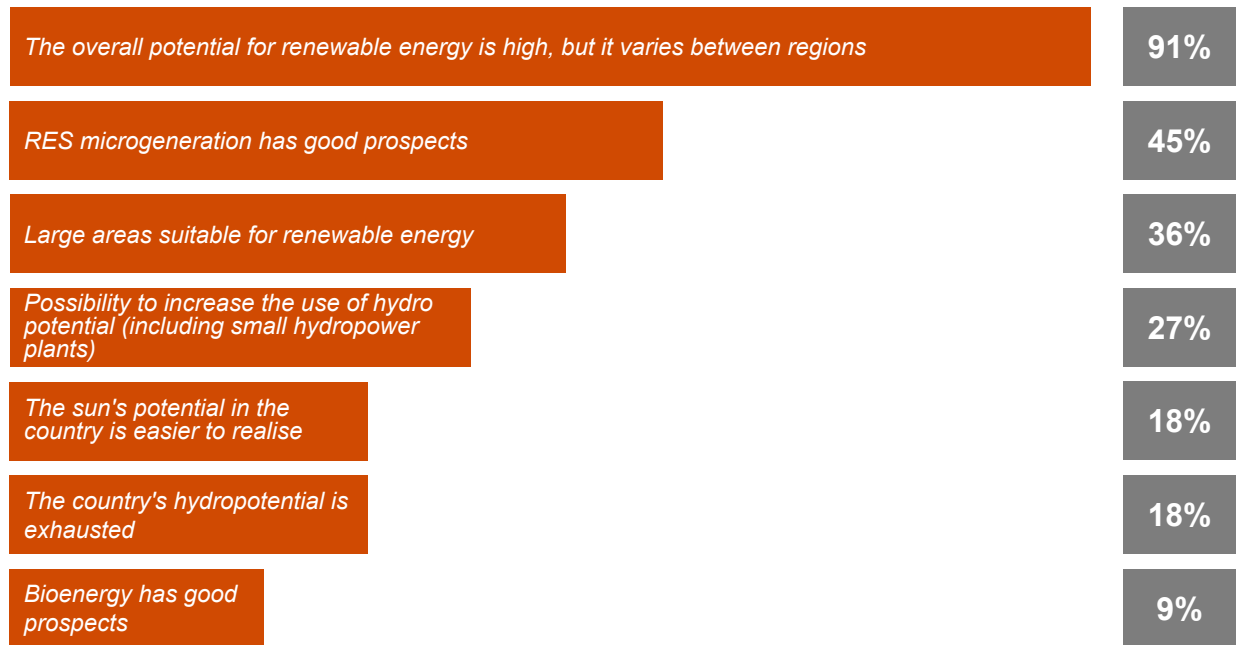 The overall potential for renewable energy is high, but it varies between regions
91%
RES microgeneration has good prospects
45%
Large areas suitable for renewable energy
36%
Possibility to increase the use of hydro
potential (including small hydropower
plants)
27%
The sun's potential in the
country is easier to realise
18%
The country's hydropotential is
exhausted
18%
Bioenergy has good
prospects
9%